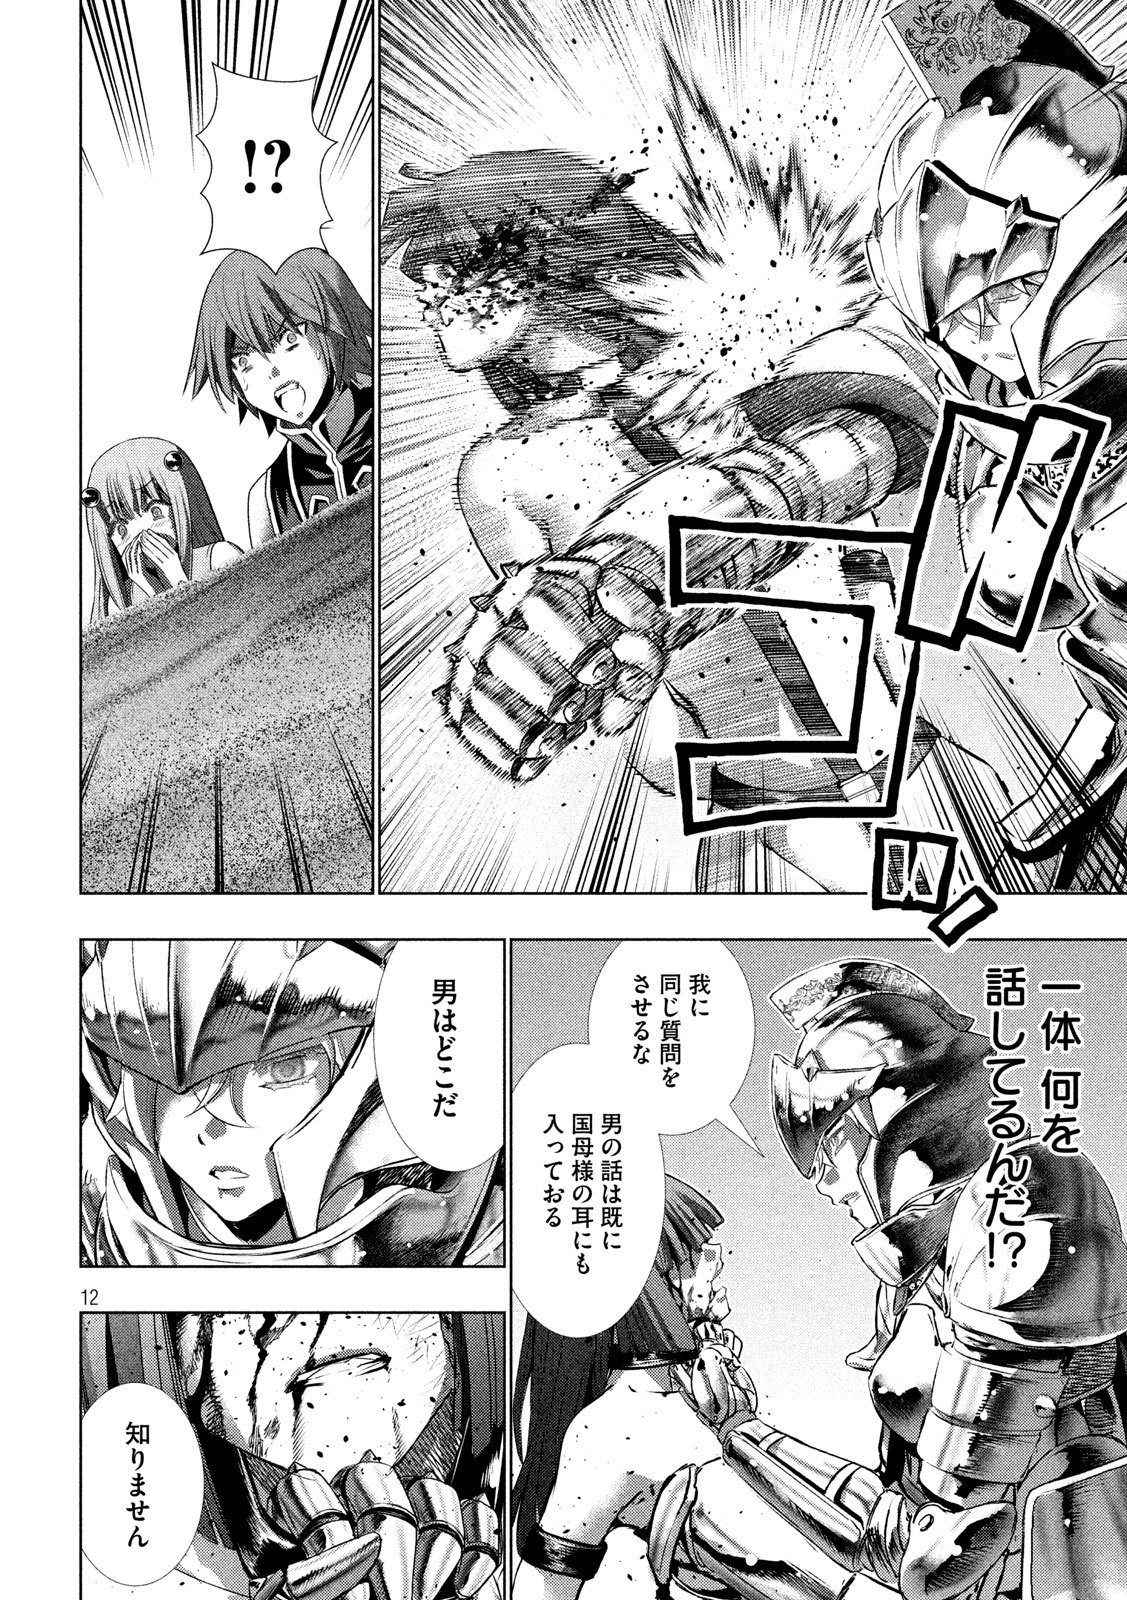 ゴッ
!?
一体 何を
話してるんだ!?
我に
同じ質問を
させるな
男の話は既に
国母様の耳にも
入っておる
男はどこだ
知りません
12